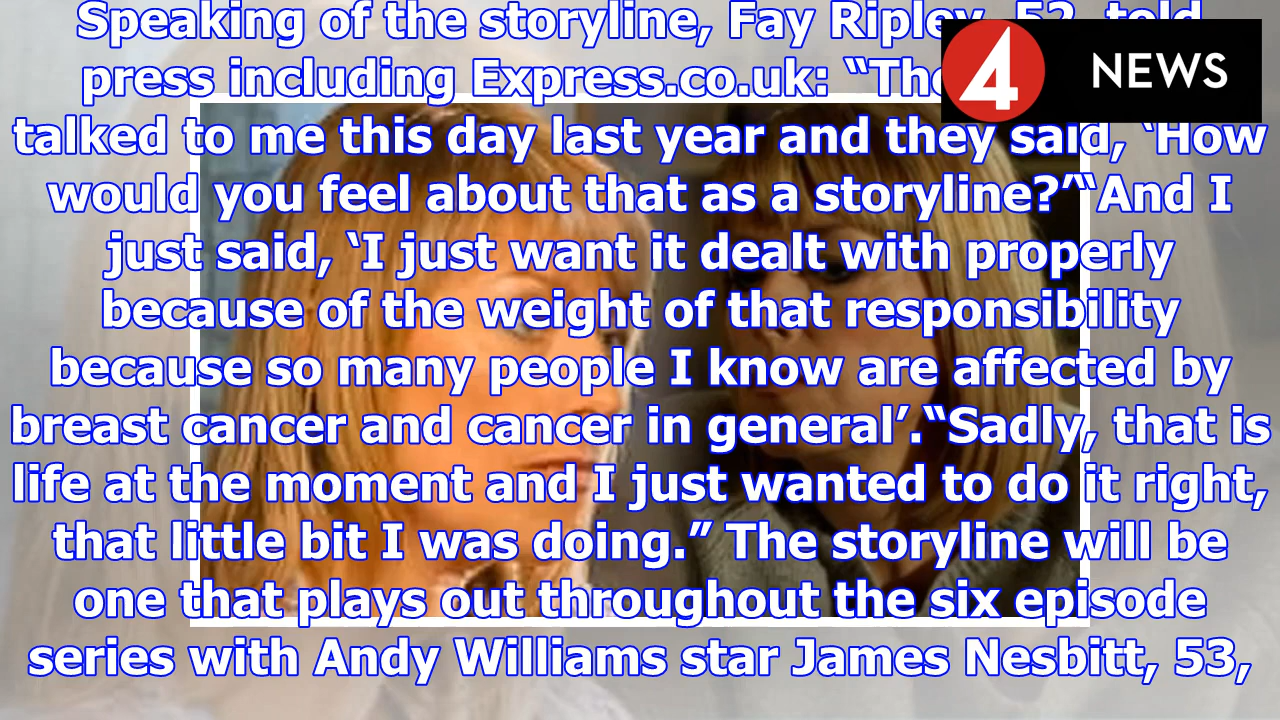 Speaking of the storyline, Fay Ripley, 52, told
press including Express.co.uk: “The
talked to me this day last year and they said, ‘How
would you feel about that as a storyline?’“And I
just said, ‘I just want it dealt with properly
because of the weight of that responsibility
because so many people I know are affected by
breast cancer and cancer in general’.“Sadly, that is
life at the moment and I just wanted to do it right,
that little bit I was doing.” The storyline will be
one that plays out throughout the six episode
series with Andy Williams star James Nesbitt, 53,
4 NEWS